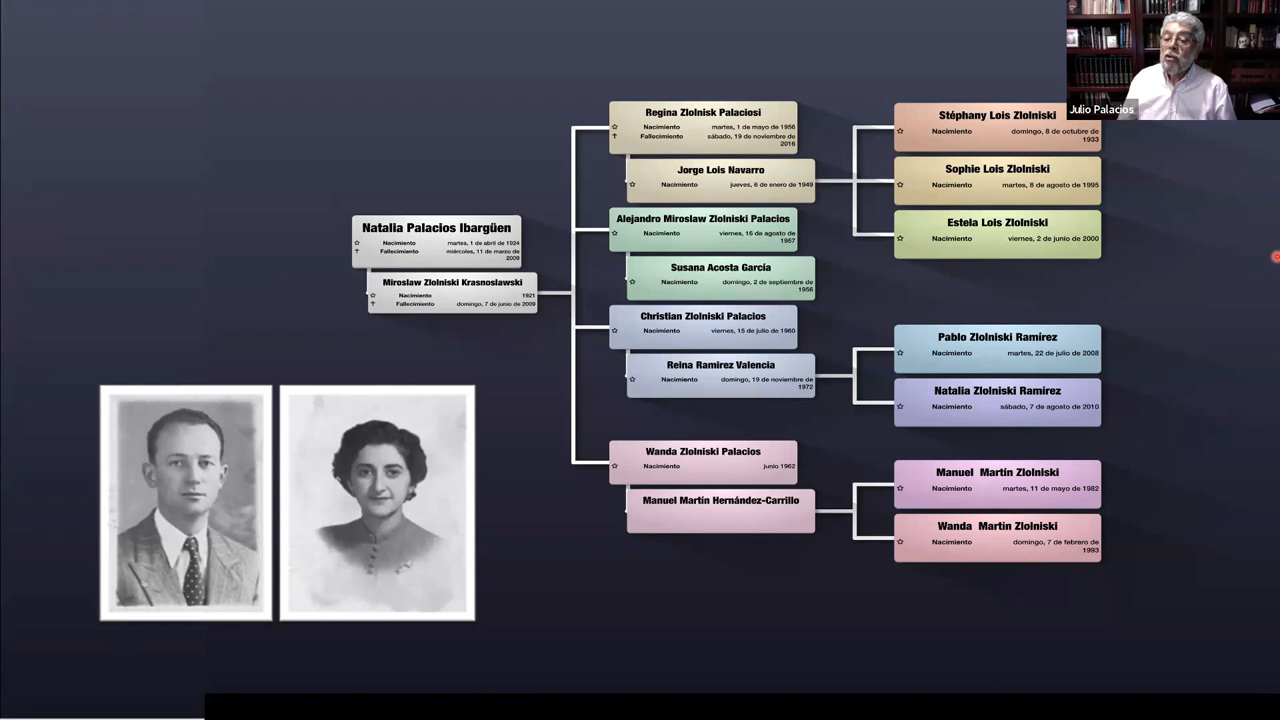 Julio Palacios
Natalia Palacios Ibargüen
Nacimiento martes, 1 de abril de 1924
Fallecimiento miércoles, 11 de marzo de
2009
Miroslaw Zlolniski Krasnoslawski
Nacimiento 1921
Fallecimiento domingo, 7 de junio de 2009
Regina Zlolnisk Palaciosi
Nacimiento martes, 1 de mayo de 1956
Fallecimiento sábado, 19 de noviembre de
2016
Jorge Lois Navarro
Nacimiento jueves, 6 de enero de 1949
Alejandro Miroslaw Zlolniski Palacios
Nacimiento viernes, 16 de agosto de
1957
Susana Acosta García
Nacimiento domingo, 2 de septiembre de
1956
Christian Zlolniski Palacios
Nacimiento viernes, 15 de julio de 1960
Reina Ramirez Valencia
Nacimiento domingo, 19 de noviembre de
1972
Wanda Zlolniski Palacios
Nacimiento junio 1962
Manuel Martín Hernández-Carrillo
Stéphany Lois Zlolniski
Nacimiento domingo, 8 de octubre de
1933
Sophie Lois Zlolniski
Nacimiento martes, 8 de agosto de 1995
Estela Lois Zlolniski
Nacimiento viernes, 2 de junio de 2000
Pablo Zlolniski Ramírez
Nacimiento martes, 22 de julio de 2008
Natalia Zlolniski Ramírez
Nacimiento sábado, 7 de agosto de 2010
Manuel Martín Zlolniski
Nacimiento martes, 11 de mayo de 1982
Wanda Martín Zlolniski
Nacimiento domingo, 7 de febrero de
1993